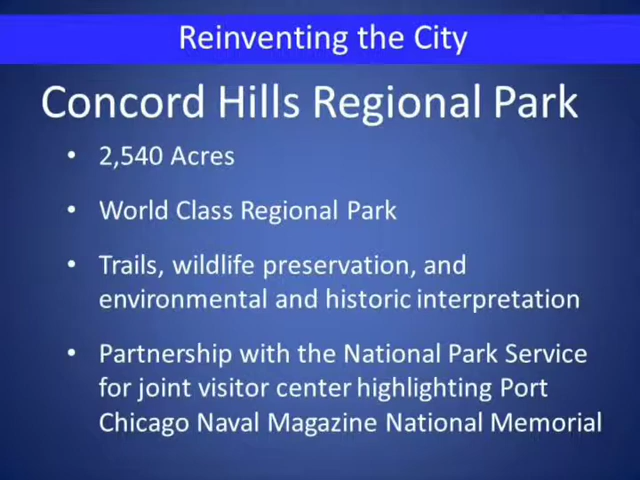 Reinventing the City
Concord Hills Regional Park
• 2,540 Acres
• World Class Regional Park
• Trails, wildlife preservation, and
environmental and historic interpretation
• Partnership with the National Park Service
for joint visitor center highlighting Port
Chicago Naval Magazine National Memorial